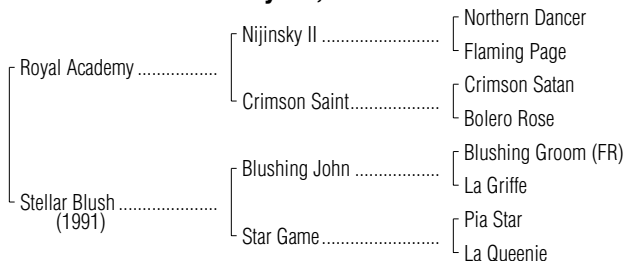 Northern Dancer
Nijinsky II
Flaming Page
Royal Academy
Crimson Satan
Crimson Saint
Bolero Rose
Blushing Groom (FR)
Blushing John
La Griffe
Stellar Blush
(1991)
Pia Star
Star Game
La Queenie